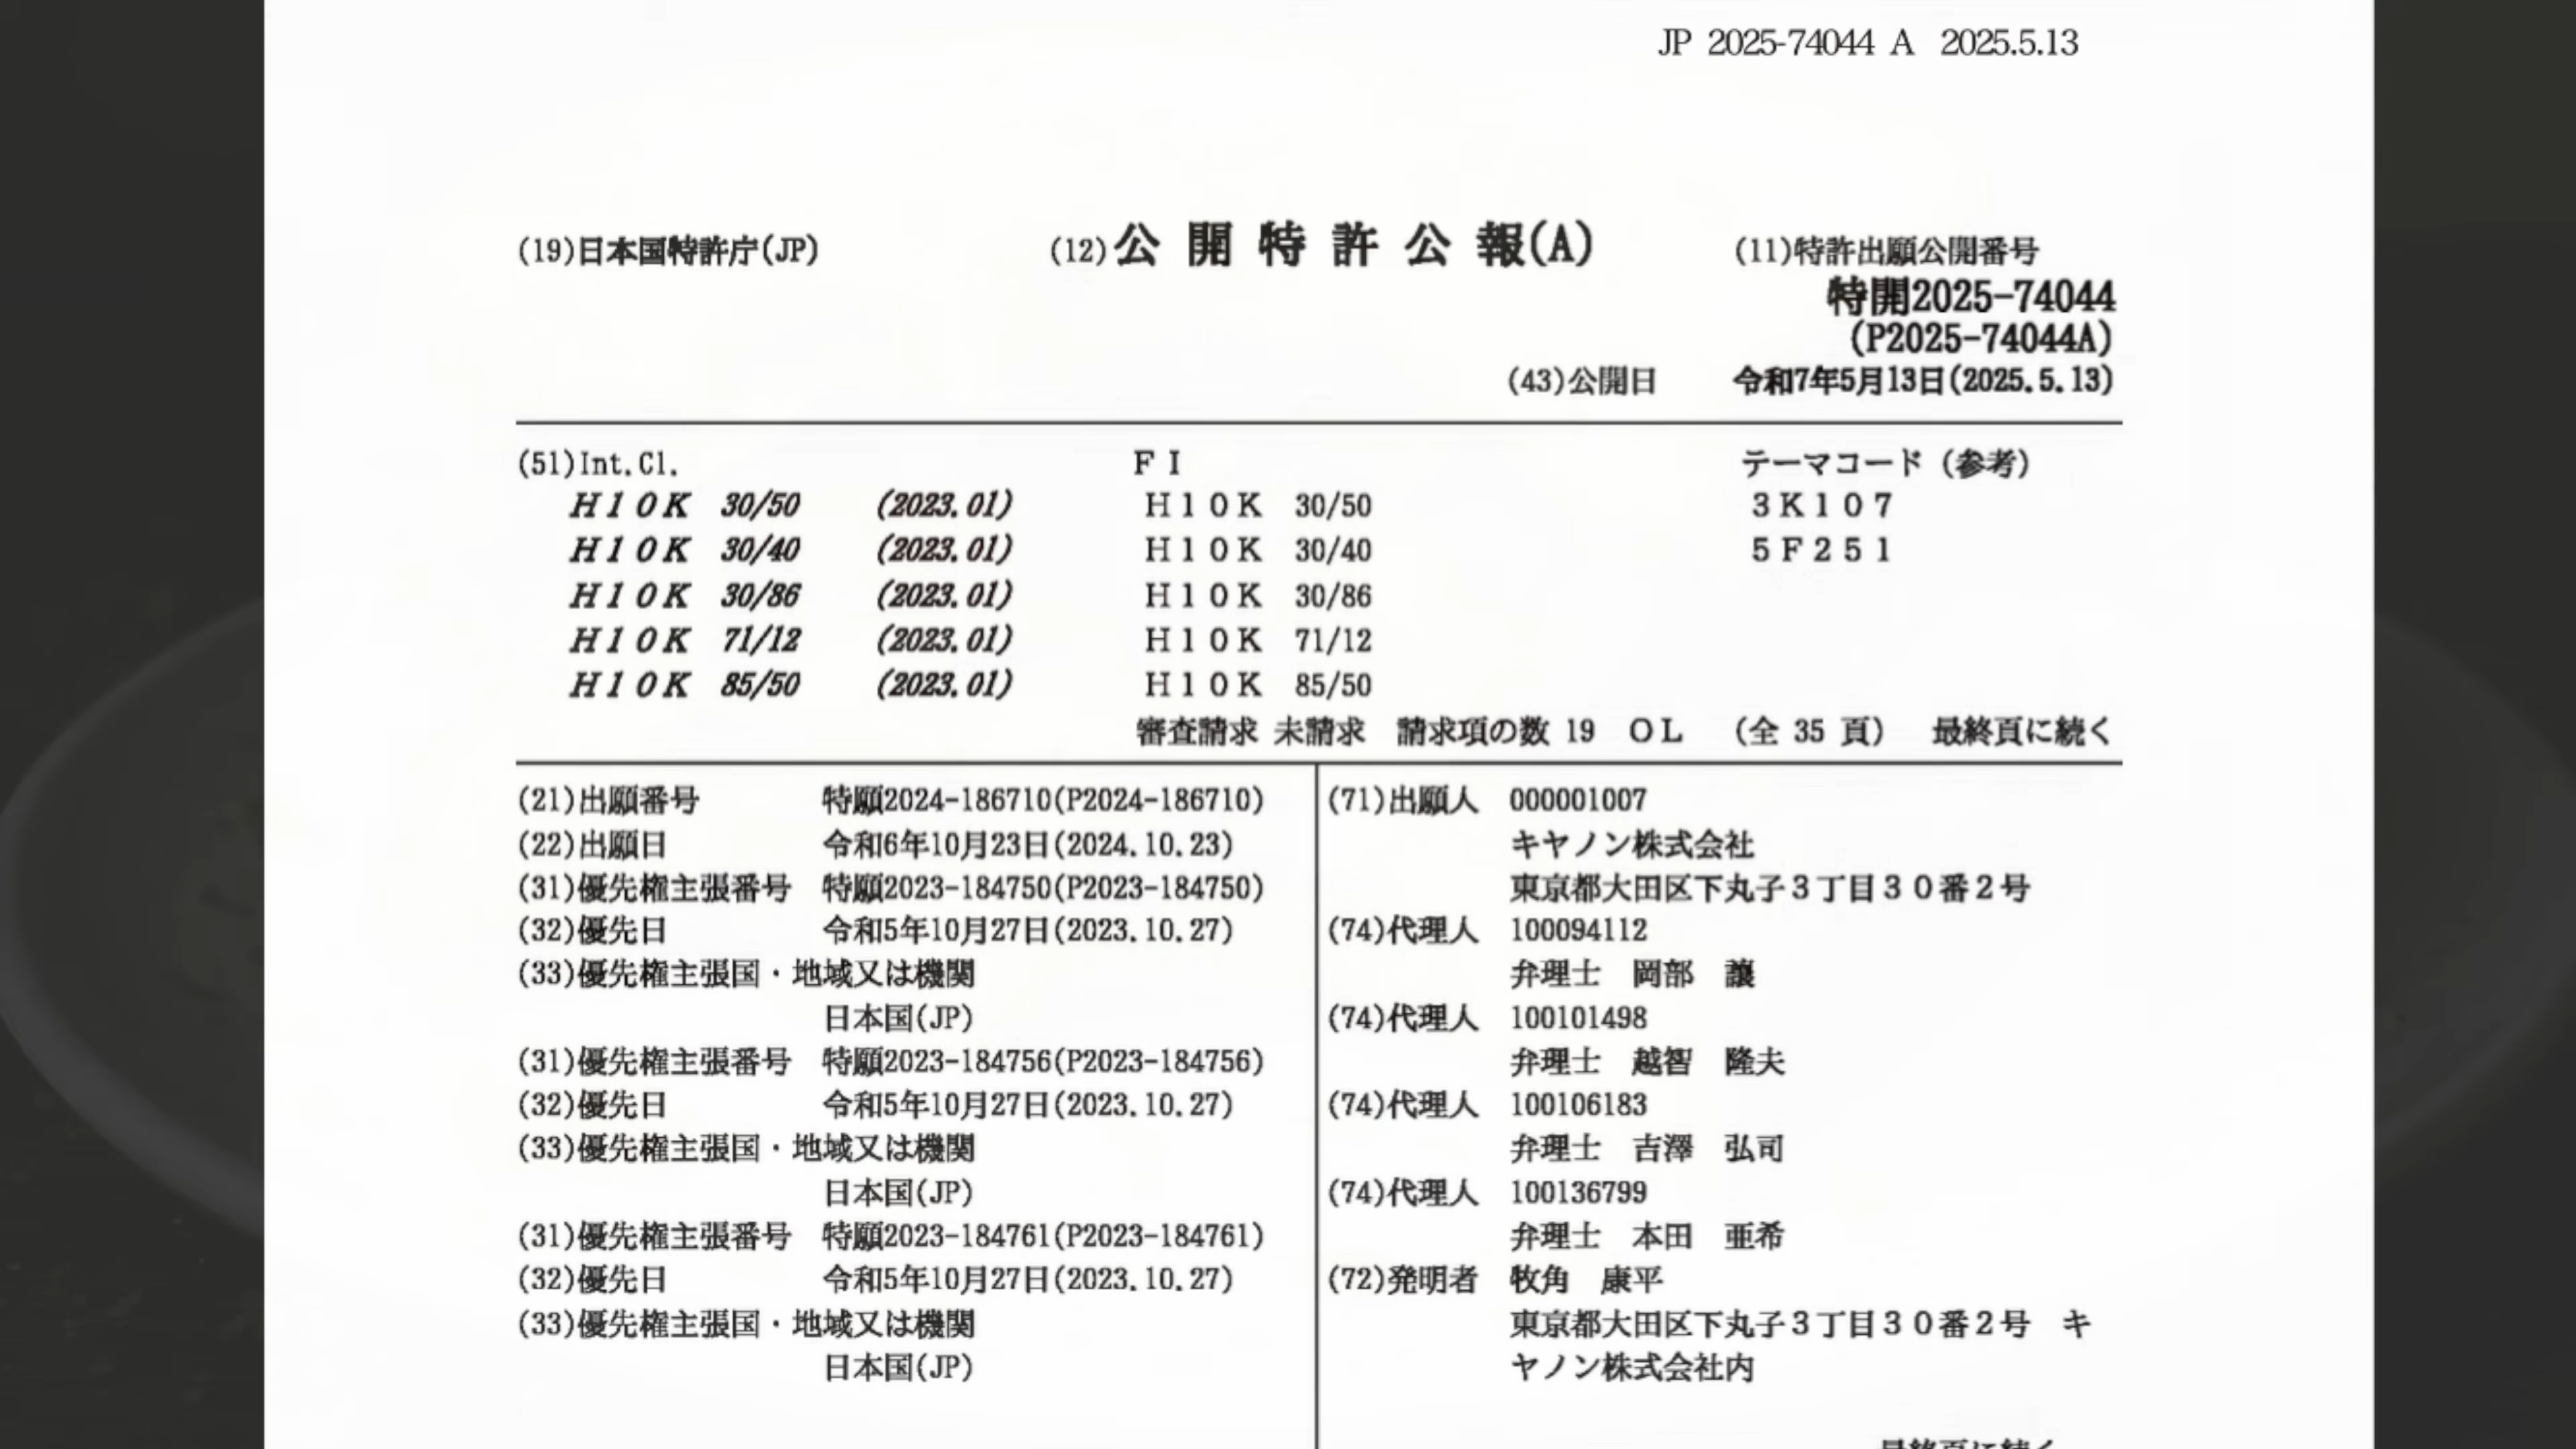 JP 2025-74044 A 2025.5.13
(19)日本国特許庁(JP) (12)公開特許公報(A) (11)特許出願公開番号
特開2025-74044
(P2025-74044A)
(43)公開日 令和7年5月13日(2025.5.13)
(51)Int.Cl. F I テーマコード(参考)
H10K 30/50 (2023.01) H10K 30/50 3K107
H10K 30/40 (2023.01) H10K 30/40 5F251
H10K 30/86 (2023.01) H10K 30/86
H10K 71/12 (2023.01) H10K 71/12
H10K 85/50 (2023.01) H10K 85/50
審査請求 未請求 請求項の数 19 OL (全 35 頁) 最終頁に続く
(21)出願番号 特願2024-186710(P2024-186710)
(22)出願日 令和6年10月23日(2024.10.23)
(31)優先権主張番号 特願2023-184750(P2023-184750)
(32)優先日 令和5年10月27日(2023.10.27)
(33)優先権主張国・地域又は機関
日本国(JP)
(31)優先権主張番号 特願2023-184756(P2023-184756)
(32)優先日 令和5年10月27日(2023.10.27)
(33)優先権主張国・地域又は機関
日本国(JP)
(31)優先権主張番号 特願2023-184761(P2023-184761)
(32)優先日 令和5年10月27日(2023.10.27)
(33)優先権主張国・地域又は機関
日本国(JP)
(71)出願人 000001007
キヤノン株式会社
東京都大田区下丸子3丁目30番2号
(74)代理人 100094112
弁理士 岡部 讓
(74)代理人 100101498
弁理士 越智 隆夫
(74)代理人 100106183
弁理士 吉澤 弘司
(74)代理人 100136799
弁理士 本田 亜希
(72)発明者 牧角 康平
東京都大田区下丸子3丁目30番2号 キ
ヤノン株式会社内
最終頁に続く